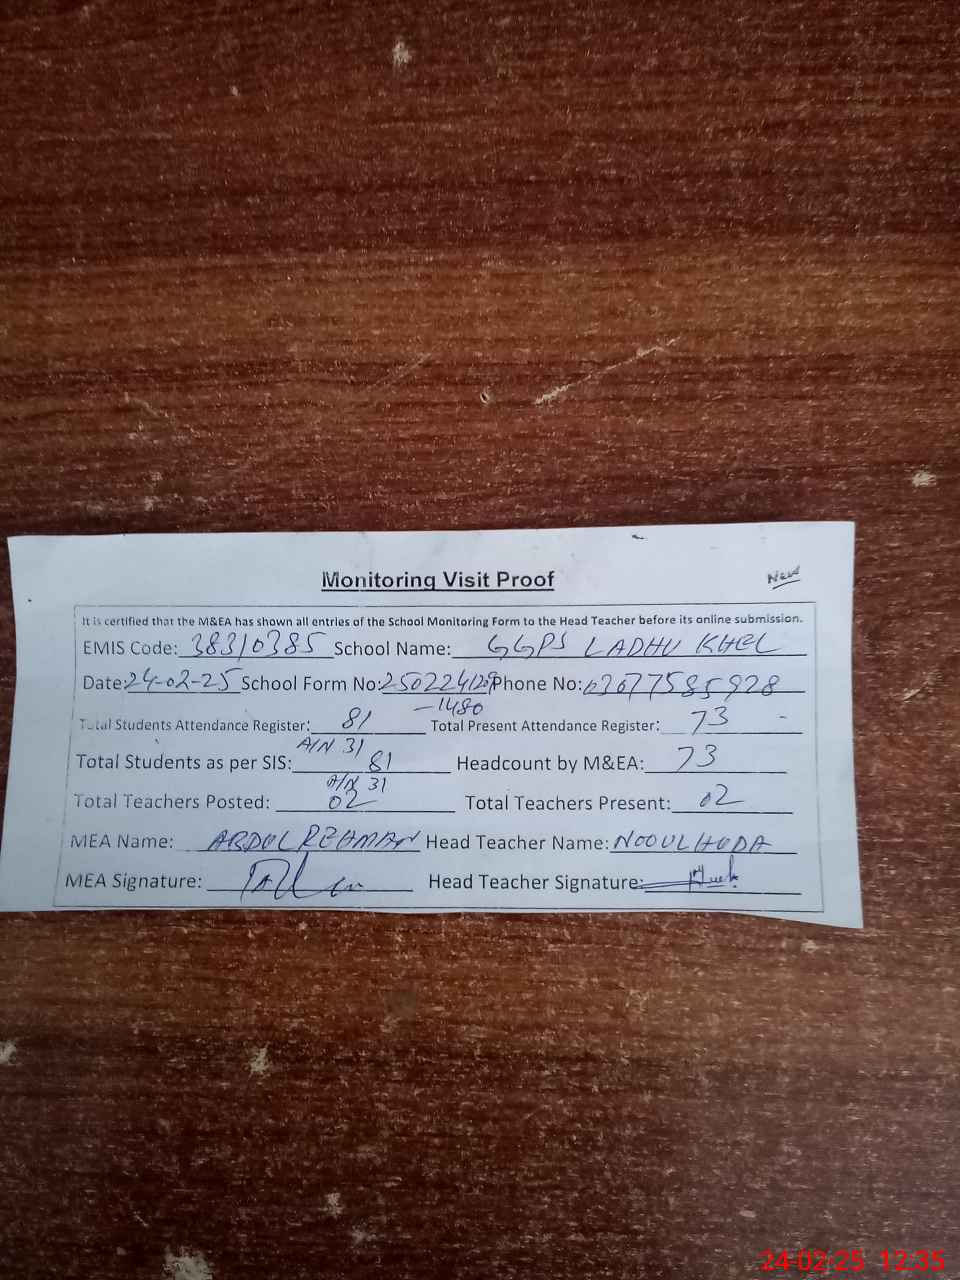 Monitoring Visit Proof
New
It is certified that the M&EA has shown all entries of the School Monitoring Form to the Head Teacher before its online submission.
EMIS Code: 38310385 School Name: GGPS LADHU KHEL
Date: 24-02-25 School Form No: Phone No: 03077585928
-1480
Total Students Attendance Register: 81 Total Present Attendance Register: 73 -
A/N 31
Total Students as per SIS: 81 Headcount by M&EA: 73
A/N 31
Total Teachers Posted: 02 Total Teachers Present: 02
MEA Name: ABDUL REHMAN Head Teacher Name: NOOULHUDA
MEA Signature: Head Teacher Signature:
24-02-25 12:35